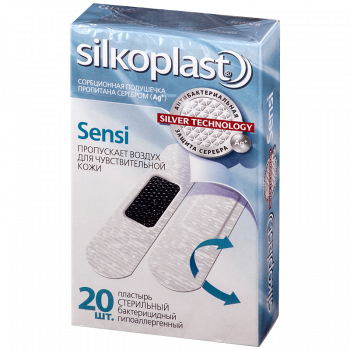 silkoplast®
СОРБЦИОННАЯ ПОДУШЕЧКА
ПРОПИТАНА СЕРЕБРОМ (Ag⁺)
АНТИБАКТЕРИАЛЬНАЯ
SILVER TECHNOLOGY
ЗАЩИТА СЕРЕБРА
Sensi
ПРОПУСКАЕТ ВОЗДУХ
ДЛЯ ЧУВСТВИТЕЛЬНОЙ
КОЖИ
20 шт.
пластырь
СТЕРИЛЬНЫЙ
бактерицидный
гипоаллергенный
silkoplast
Sensi